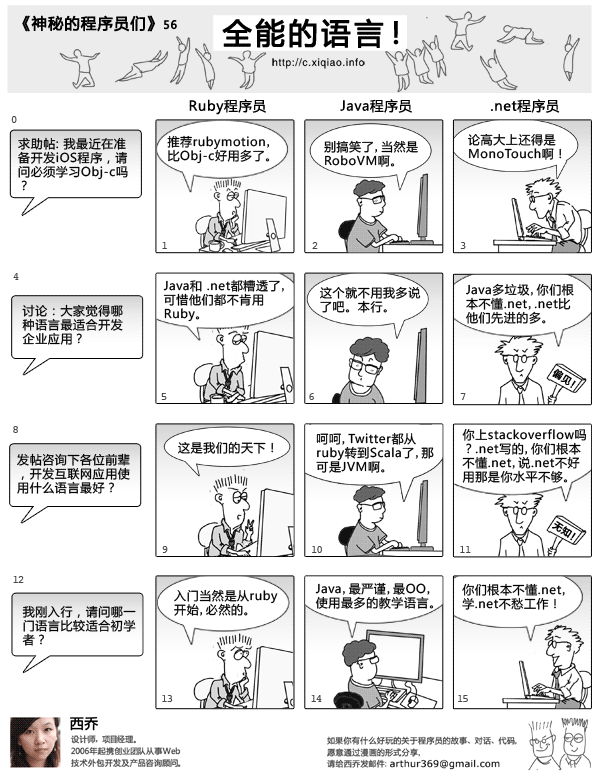 《神秘的程序员们》56
全能的语言!
http://c.xiqiao.info
Ruby程序员
Java程序员
.net程序员
0
求助帖: 我最近在准
备开发iOS程序，请
问必须学习Obj-c吗
？
推荐rubymotion,
比Obj-c好用多了。
1
别搞笑了,当然是
RoboVM啊。
2
论高大上还得是
MonoTouch啊！
3
4
讨论：大家觉得哪
种语言最适合开发
企业应用？
Java和 .net都糟透了,
可惜他们都不肯用
Ruby。
5
这个就不用我多说
了吧。本行。
6
Java多垃圾,你们根
本不懂.net, .net比
他们先进的多。
偏见!
7
8
发帖咨询下各位前辈
，开发互联网应用使
用什么语言最好？
这是我们的天下！
9
呵呵, Twitter都从
ruby转到Scala了,那
可是JVM啊。
10
你上stackoverflow吗
？.net写的,你们根本
不懂.net,说.net不好
用那是你水平不够。
无知!
11
12
我刚入行，请问哪一
门语言比较适合初学
者？
入门当然是从ruby
开始,必然的。
13
Java,最严谨,最OO,
使用最多的教学语言。
14
你们根本不懂.net,
学.net不愁工作！
15
西乔
设计师，项目经理。
2006年起携创业团队从事Web
技术外包开发及产品咨询顾问。
如果你有什么好玩的关于程序员的故事、对话、代码,
愿意通过漫画的形式分享,
请给西乔发邮件: arthur369@gmail.com